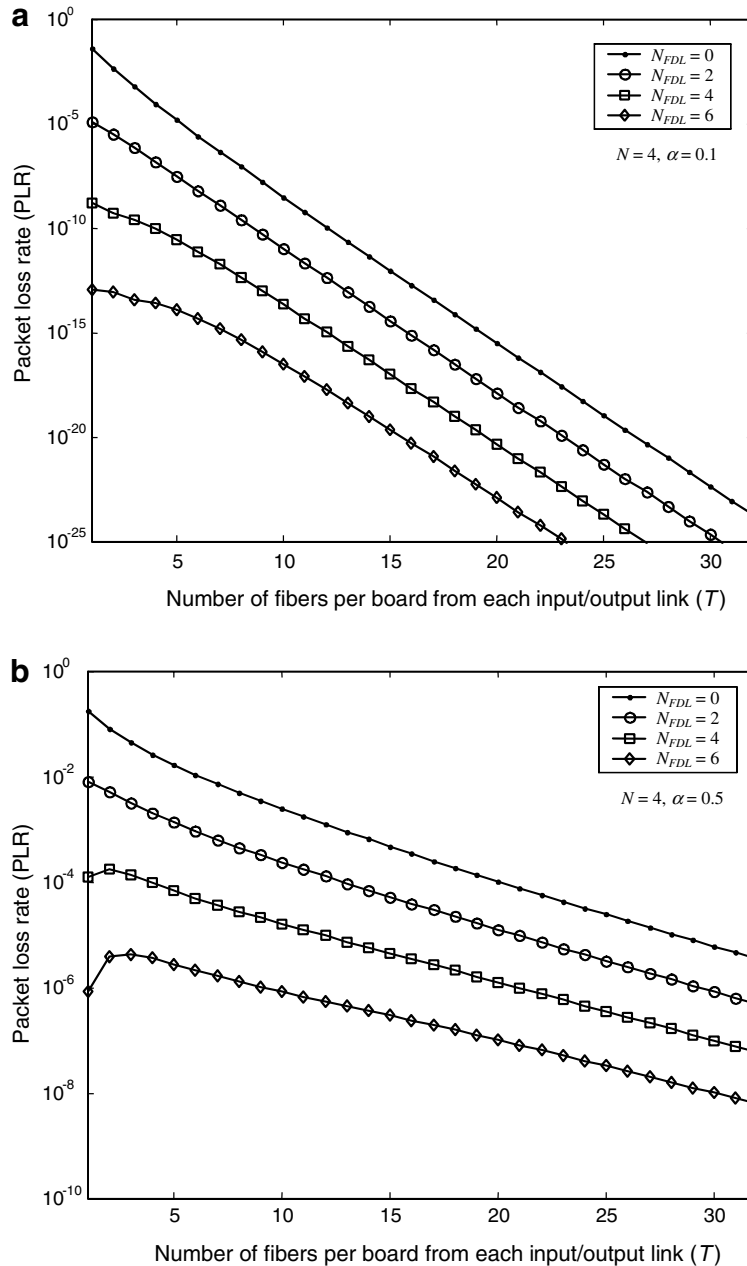 a
10^0
10^-5
10^-10
10^-15
10^-20
10^-25
Packet loss rate (PLR)
N_FDL = 0
N_FDL = 2
N_FDL = 4
N_FDL = 6
N = 4, α = 0.1
5 10 15 20 25 30
Number of fibers per board from each input/output link (T)
b
10^0
10^-2
10^-4
10^-6
10^-8
10^-10
Packet loss rate (PLR)
N_FDL = 0
N_FDL = 2
N_FDL = 4
N_FDL = 6
N = 4, α = 0.5
5 10 15 20 25 30
Number of fibers per board from each input/output link (T)